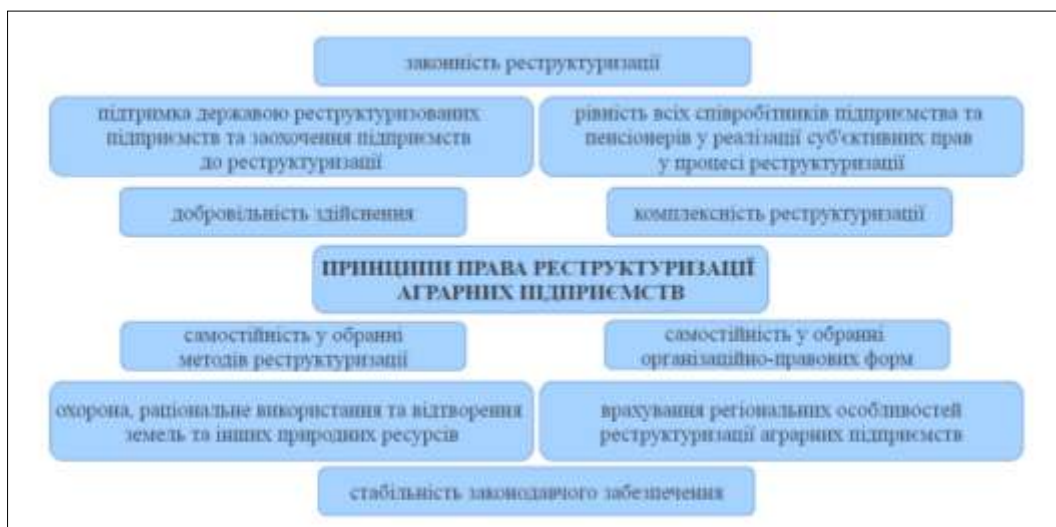 законність реструктуризації
підтримка державою реструктуризованих
підприємств та заохочення підприємств
до реструктуризації
рівність всіх співробітників підприємства та
пенсіонерів у реалізації суб'єктивних прав
у процесі реструктуризації
добровільність здійснення
комплексність реструктуризації
ПРИНЦИПИ ПРАВА РЕСТРУКТУРИЗАЦІЇ
АГРАРНИХ ПІДПРИЄМСТВ
самостійність у обранні
методів реструктуризації
самостійність у обранні
організаційно-правових форм
охорона, раціональне використання та відтворення
земель та інших природних ресурсів
врахування регіональних особливостей
реструктуризації аграрних підприємств
стабільність законодавчого забезпечення